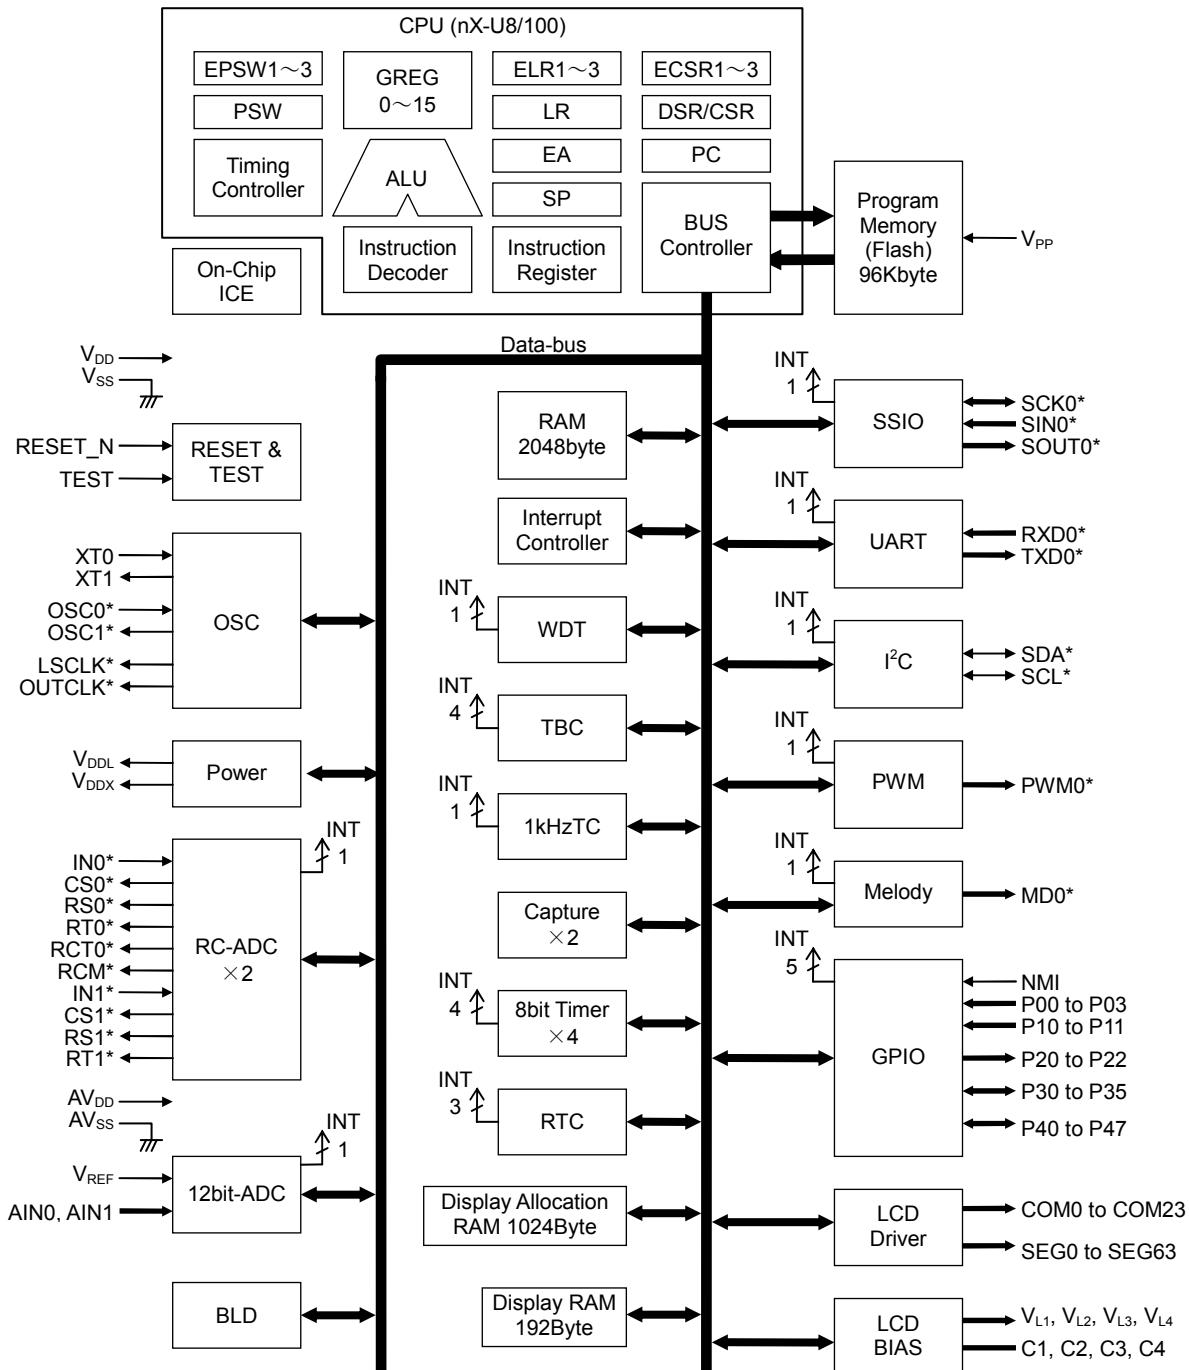 CPU (nX-U8/100)
EPSW1～3
PSW
Timing
Controller
GREG
0～15
ALU
Instruction
Decoder
ELR1～3
LR
EA
SP
Instruction
Register
ECSR1～3
DSR/CSR
PC
BUS
Controller
On-Chip
ICE
Program
Memory
(Flash)
96Kbyte
VPP
Data-bus
VDD
VSS
RESET_N
TEST
RESET &
TEST
XT0
XT1
OSC0*
OSC1*
LSCLK*
OUTCLK*
OSC
VDDL
VDDX
Power
IN0*
CS0*
RS0*
RT0*
RCT0*
RCM*
IN1*
CS1*
RS1*
RT1*
RC-ADC
×2
INT
1
AVDD
AVSS
VREF
AIN0, AIN1
12bit-ADC
INT
1
BLD
RAM
2048byte
Interrupt
Controller
INT
1
WDT
INT
4
TBC
INT
1
1kHzTC
Capture
×2
INT
4
8bit Timer
×4
INT
3
RTC
Display Allocation
RAM 1024Byte
Display RAM
192Byte
INT
1
SSIO
SCK0*
SIN0*
SOUT0*
INT
1
UART
RXD0*
TXD0*
INT
1
I²C
SDA*
SCL*
INT
1
PWM
PWM0*
INT
1
Melody
MD0*
INT
5
GPIO
NMI
P00 to P03
P10 to P11
P20 to P22
P30 to P35
P40 to P47
LCD
Driver
COM0 to COM23
SEG0 to SEG63
LCD
BIAS
VL1, VL2, VL3, VL4
C1, C2, C3, C4